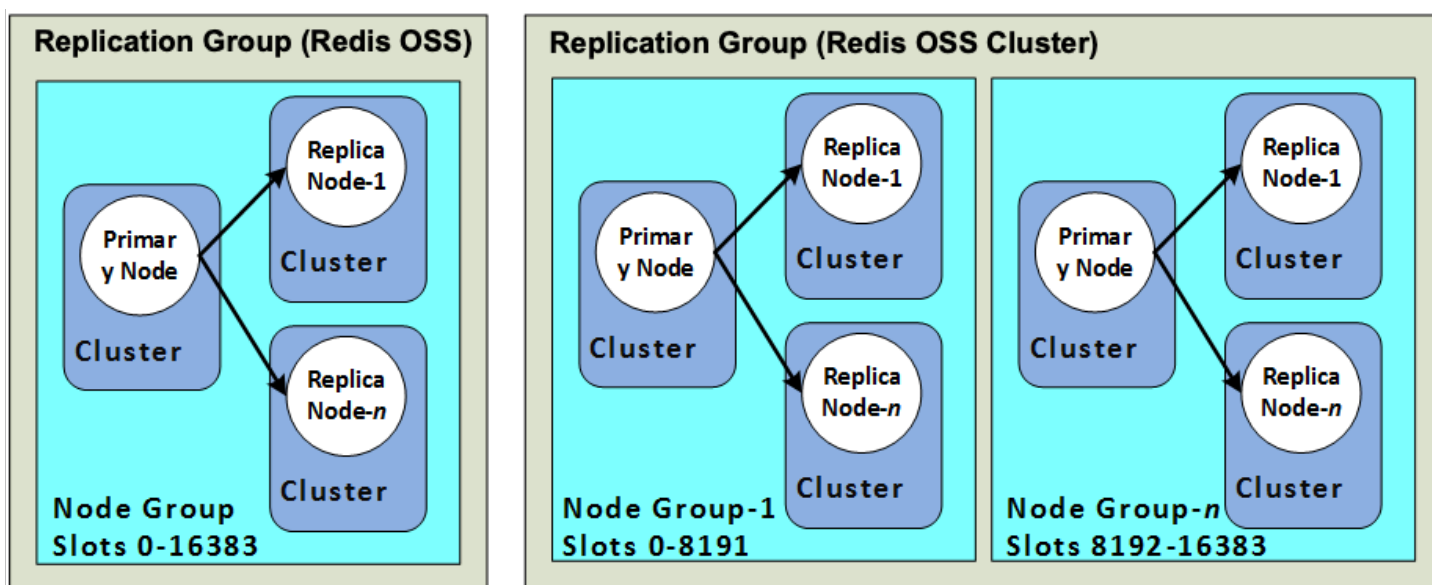 Replication Group (Redis OSS)
Replica
Node-1
Cluster
Primar
y Node
Cluster
Replica
Node-n
Cluster
Node Group
Slots 0-16383
Replication Group (Redis OSS Cluster)
Replica
Node-1
Cluster
Primar
y Node
Cluster
Replica
Node-n
Cluster
Node Group-1
Slots 0-8191
Replica
Node-1
Cluster
Primar
y Node
Cluster
Replica
Node-n
Cluster
Node Group-n
Slots 8192-16383